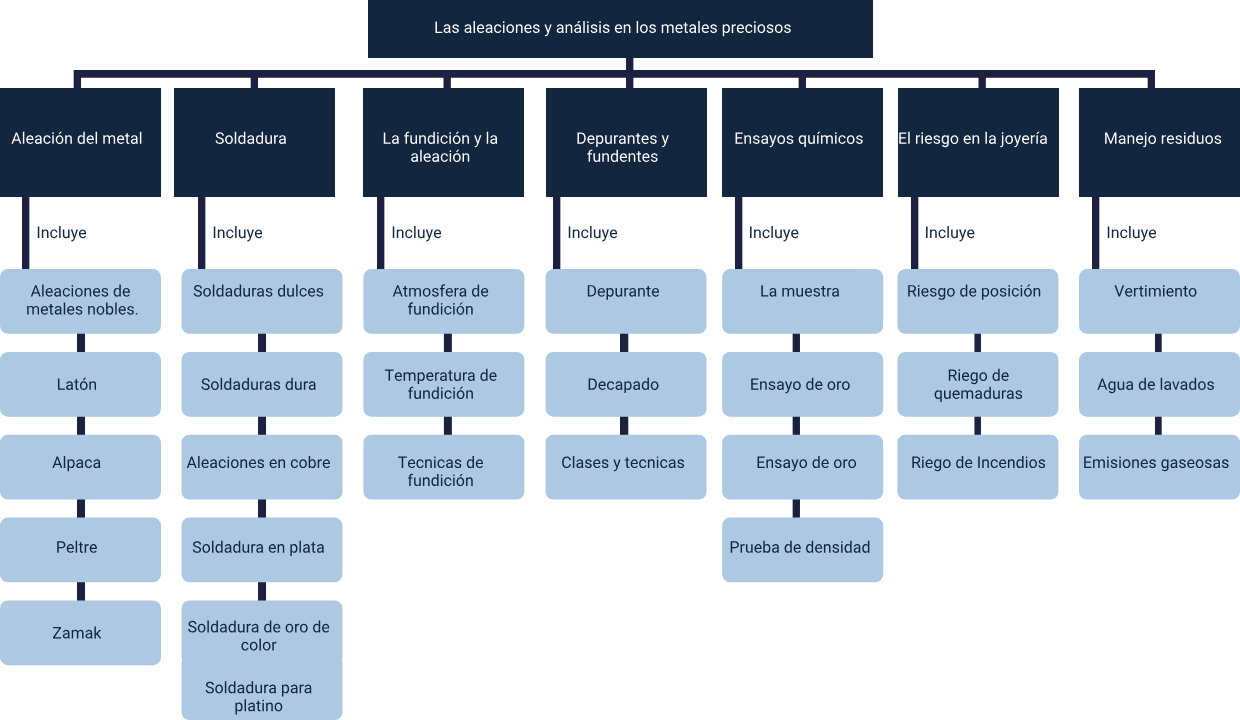 Las aleaciones y análisis en los metales preciosos
Aleación del metal
Soldadura
La fundición y la
aleación
Depurantes y
fundentes
Ensayos químicos
El riesgo en la joyería
Manejo residuos
Incluye
Incluye
Incluye
Incluye
Incluye
Incluye
Incluye
Aleaciones de
metales nobles.
Latón
Alpaca
Peltre
Zamak
Soldaduras dulces
Soldaduras dura
Aleaciones en cobre
Soldadura en plata
Soldadura de oro de
color
Soldadura para
platino
Atmosfera de
fundición
Temperatura de
fundición
Tecnicas de
fundición
Depurante
Decapado
Clases y tecnicas
La muestra
Ensayo de oro
Ensayo de oro
Prueba de densidad
Riesgo de posición
Riego de
quemaduras
Riego de Incendios
Vertimiento
Agua de lavados
Emisiones gaseosas